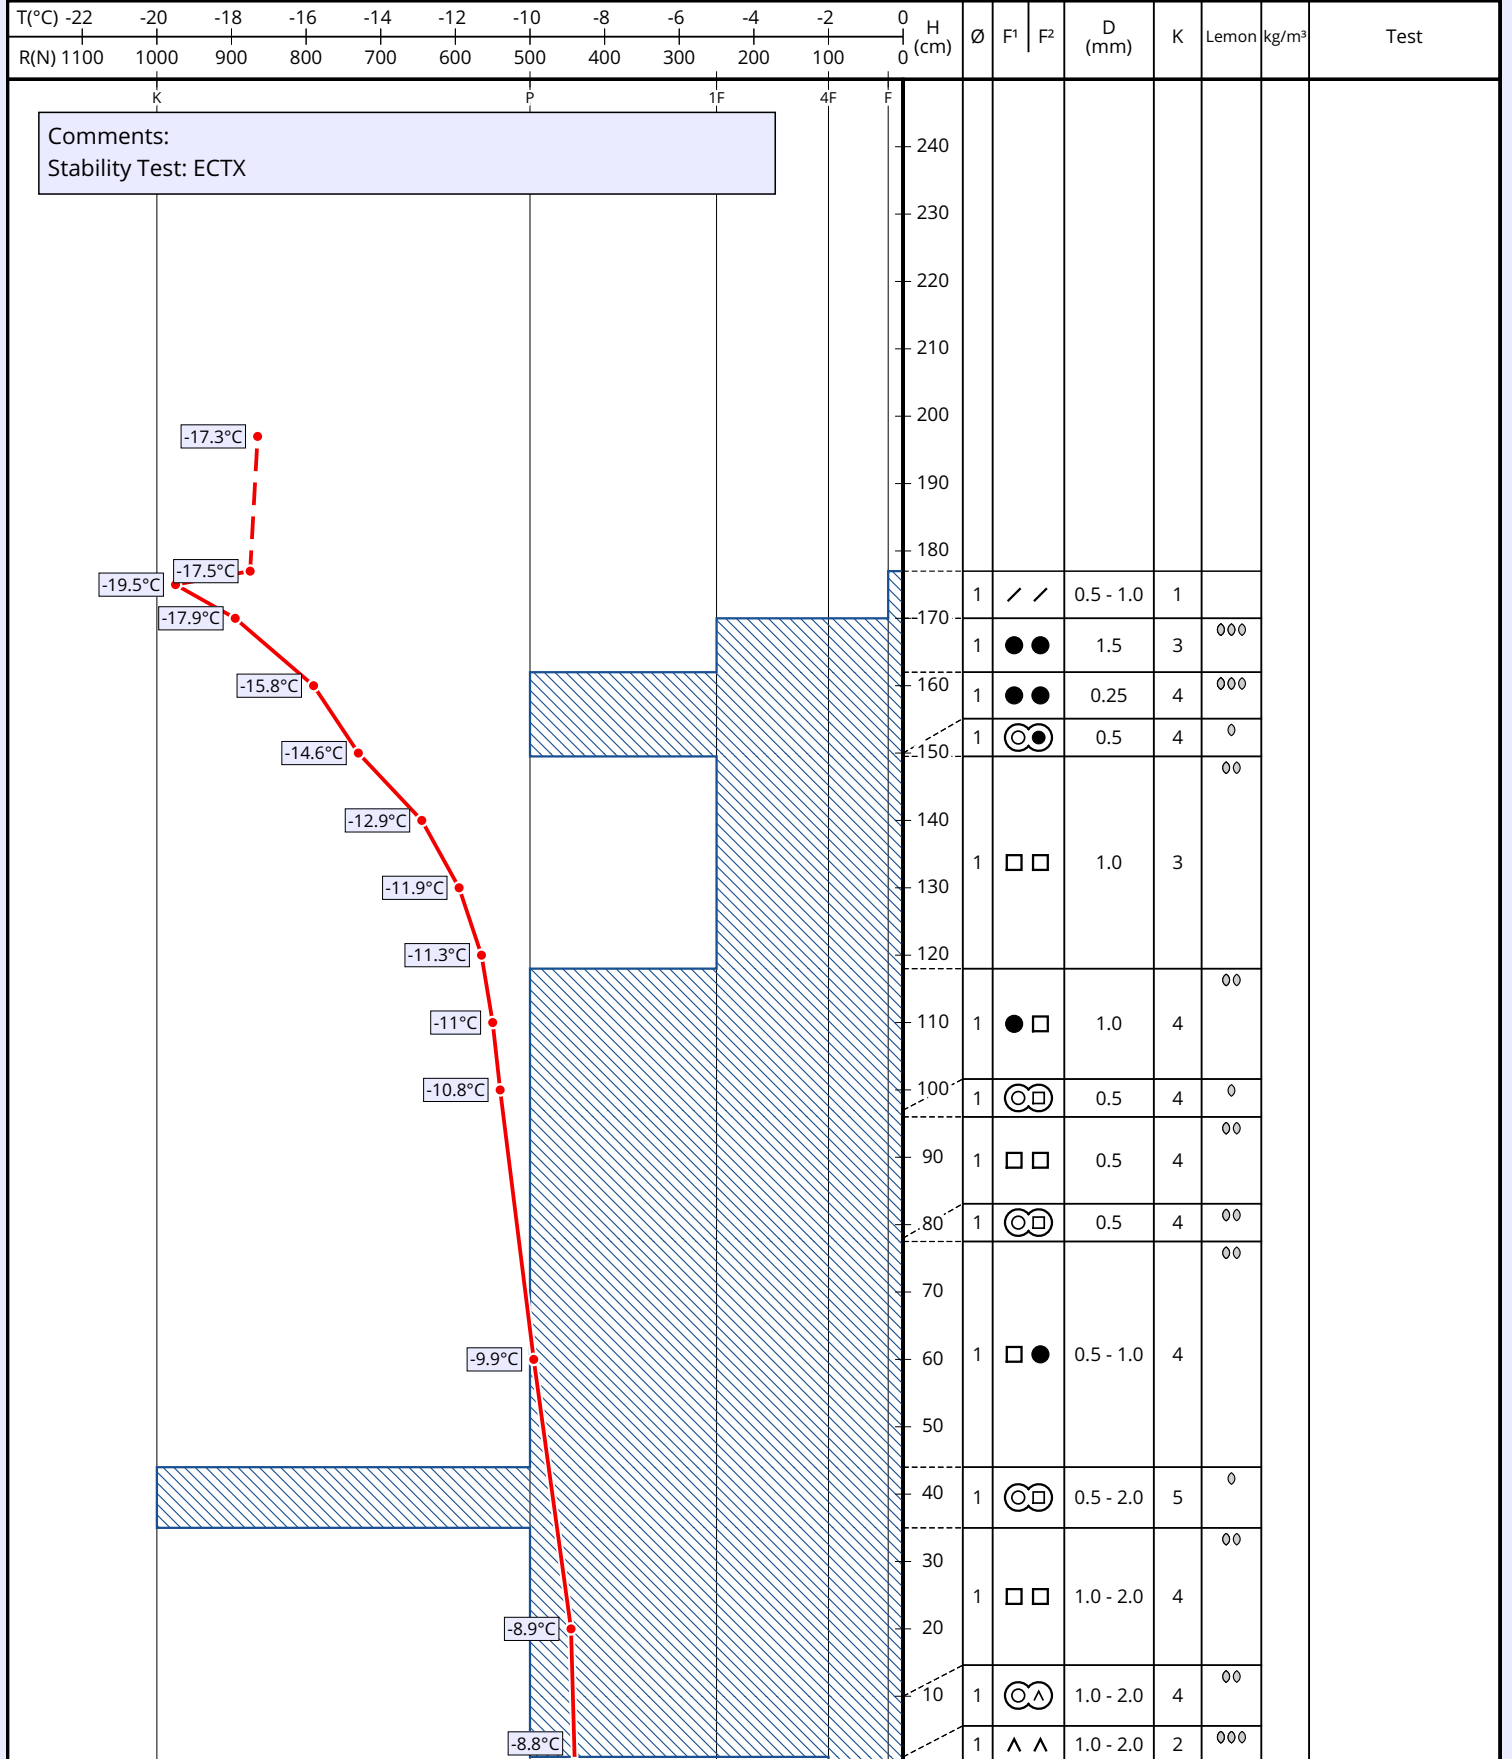 T(°C) -22 -20 -18 -16 -14 -12 -10 -8 -6 -4 -2 0
R(N) 1100 1000 900 800 700 600 500 400 300 200 100 0
H (cm) Ø F¹ F² D (mm) K Lemon kg/m³ Test
K P 1F 4F F
Comments:
Stability Test: ECTX
240
230
220
210
200
-17.3°C
190
180
-17.5°C
-19.5°C
1 0.5 - 1.0 1
-17.9°C 170
1 1.5 3
-15.8°C 160
1 0.25 4
1 0.5 4
-14.6°C 150
-12.9°C 140
1 1.0 3
-11.9°C 130
-11.3°C 120
-11°C 110 1 1.0 4
-10.8°C 100
1 0.5 4
90 1 0.5 4
80 1 0.5 4
70
-9.9°C 60 1 0.5 - 1.0 4
50
40 1 0.5 - 2.0 5
30
1 1.0 - 2.0 4
-8.9°C 20
10 1 1.0 - 2.0 4
-8.8°C 1 1.0 - 2.0 2